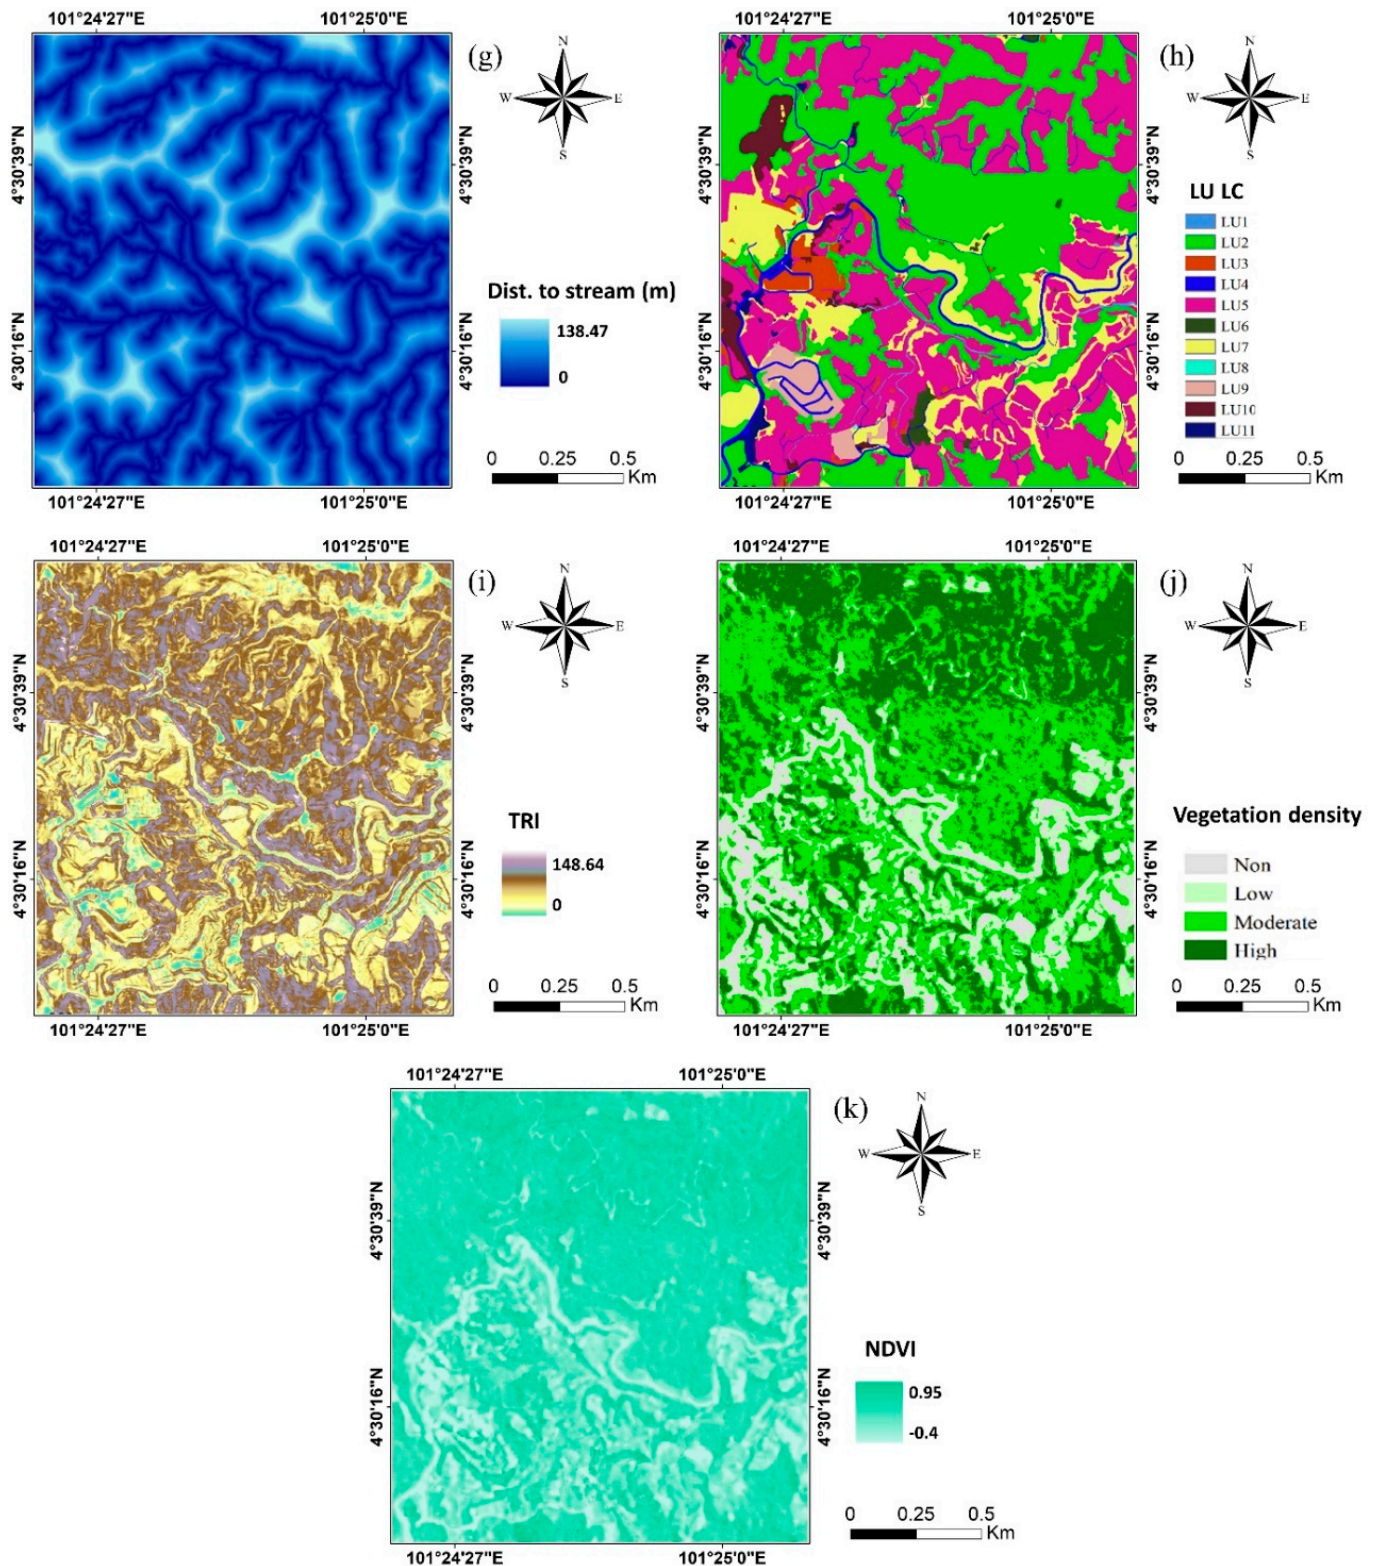 101°24'27"E 101°25'0"E
(g)
N
W E
S
4°30'39"N 4°30'39"N
4°30'16"N 4°30'16"N
Dist. to stream (m)
138.47
0
0 0.25 0.5
Km
101°24'27"E 101°25'0"E
101°24'27"E 101°25'0"E
(h)
N
W E
S
4°30'39"N 4°30'39"N
4°30'16"N 4°30'16"N
LU LC
LU1
LU2
LU3
LU4
LU5
LU6
LU7
LU8
LU9
LU10
LU11
0 0.25 0.5
Km
101°24'27"E 101°25'0"E
101°24'27"E 101°25'0"E
(i)
N
W E
S
4°30'39"N 4°30'39"N
4°30'16"N 4°30'16"N
TRI
148.64
0
0 0.25 0.5
Km
101°24'27"E 101°25'0"E
101°24'27"E 101°25'0"E
(j)
N
W E
S
4°30'39"N 4°30'39"N
4°30'16"N 4°30'16"N
Vegetation density
Non
Low
Moderate
High
0 0.25 0.5
Km
101°24'27"E 101°25'0"E
101°24'27"E 101°25'0"E
(k)
N
W E
S
4°30'39"N 4°30'39"N
4°30'16"N 4°30'16"N
NDVI
0.95
-0.4
0 0.25 0.5
Km
101°24'27"E 101°25'0"E